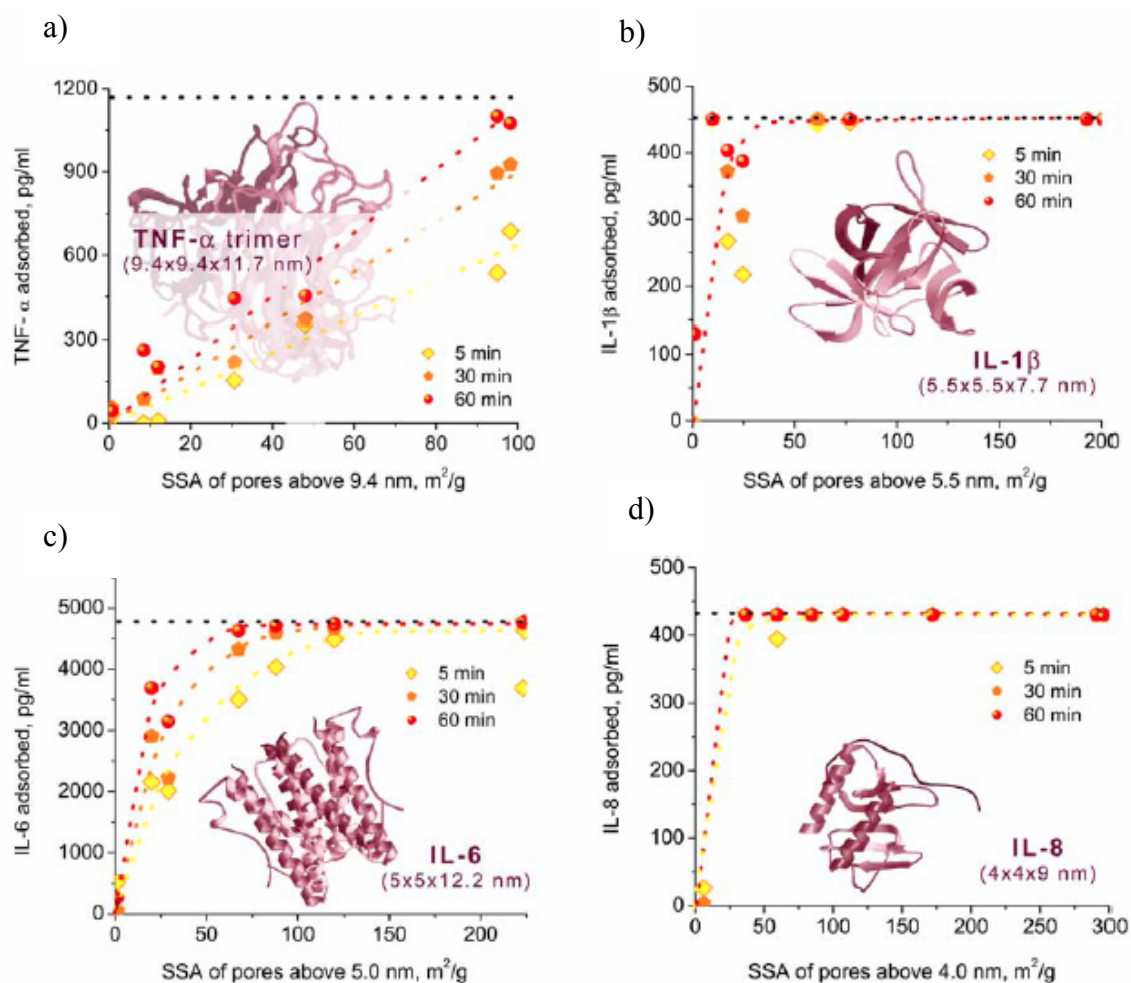 a)
TNF- α adsorbed, pg/ml
1200
900
600
300
0
TNF-α trimer
(9.4x9.4x11.7 nm)
5 min
30 min
60 min
0 20 40 60 80 100
SSA of pores above 9.4 nm, m²/g
b)
IL-1β adsorbed, pg/ml
500
400
300
200
100
0
5 min
30 min
60 min
IL-1β
(5.5x5.5x7.7 nm)
0 50 100 150 200
SSA of pores above 5.5 nm, m²/g
c)
IL-6 adsorbed, pg/ml
5000
4000
3000
2000
1000
0
5 min
30 min
60 min
IL-6
(5x5x12.2 nm)
0 50 100 150 200
SSA of pores above 5.0 nm, m²/g
d)
IL-8 adsorbed, pg/ml
500
400
300
200
100
0
5 min
30 min
60 min
IL-8
(4x4x9 nm)
0 50 100 150 200 250 300
SSA of pores above 4.0 nm, m²/g